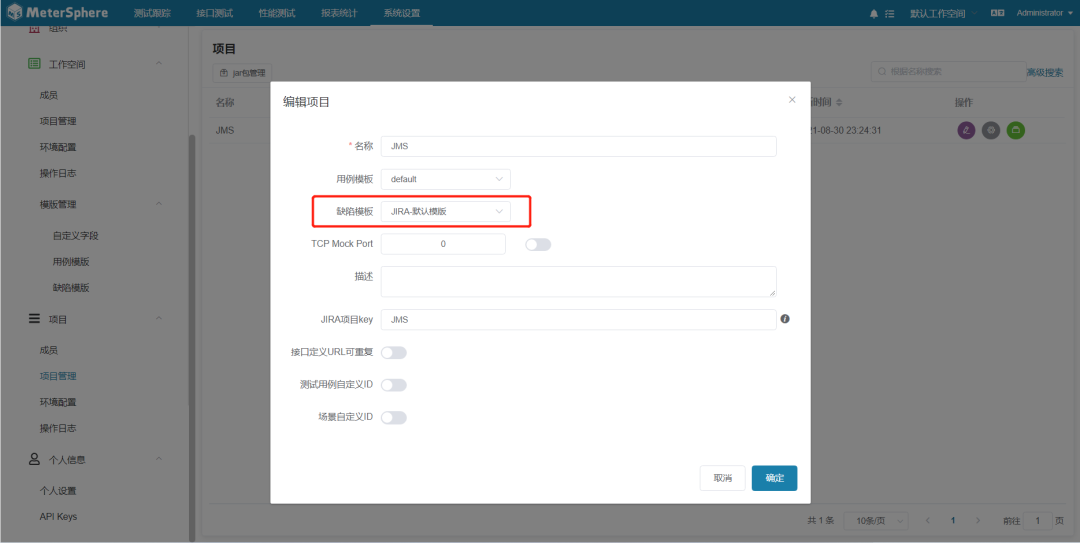 MeterSphere 测试跟踪 接口测试 性能测试 报表统计 系统设置 默认工作空间 Administrator
组织
工作空间
成员
项目管理
环境配置
操作日志
模版管理
自定义字段
用例模版
缺陷模版
项目
成员
项目管理
环境配置
操作日志
个人信息
个人设置
API Keys
项目
jar包管理
根据名称搜索 高级搜索
名称 时间 操作
JMS 21-08-30 23:24:31
编辑项目
* 名称 JMS
用例模板 default
缺陷模板 JIRA-默认模版
TCP Mock Port 0
描述
JIRA项目key JMS
接口定义URL可重复
测试用例自定义ID
场景自定义ID
取消 确定
共 1 条 10条/页 1 前往 1 页